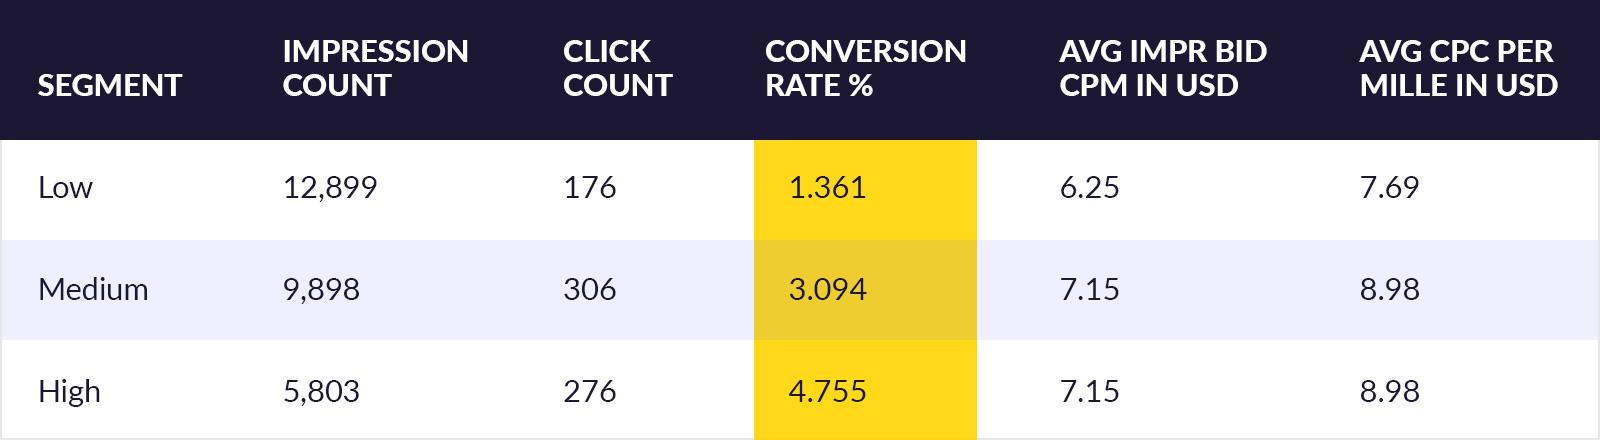 SEGMENT IMPRESSION COUNT CLICK COUNT CONVERSION RATE % AVG IMPR BID CPM IN USD AVG CPC PER MILLE IN USD
Low 12,899 176 1.361 6.25 7.69
Medium 9,898 306 3.094 7.15 8.98
High 5,803 276 4.755 7.15 8.98